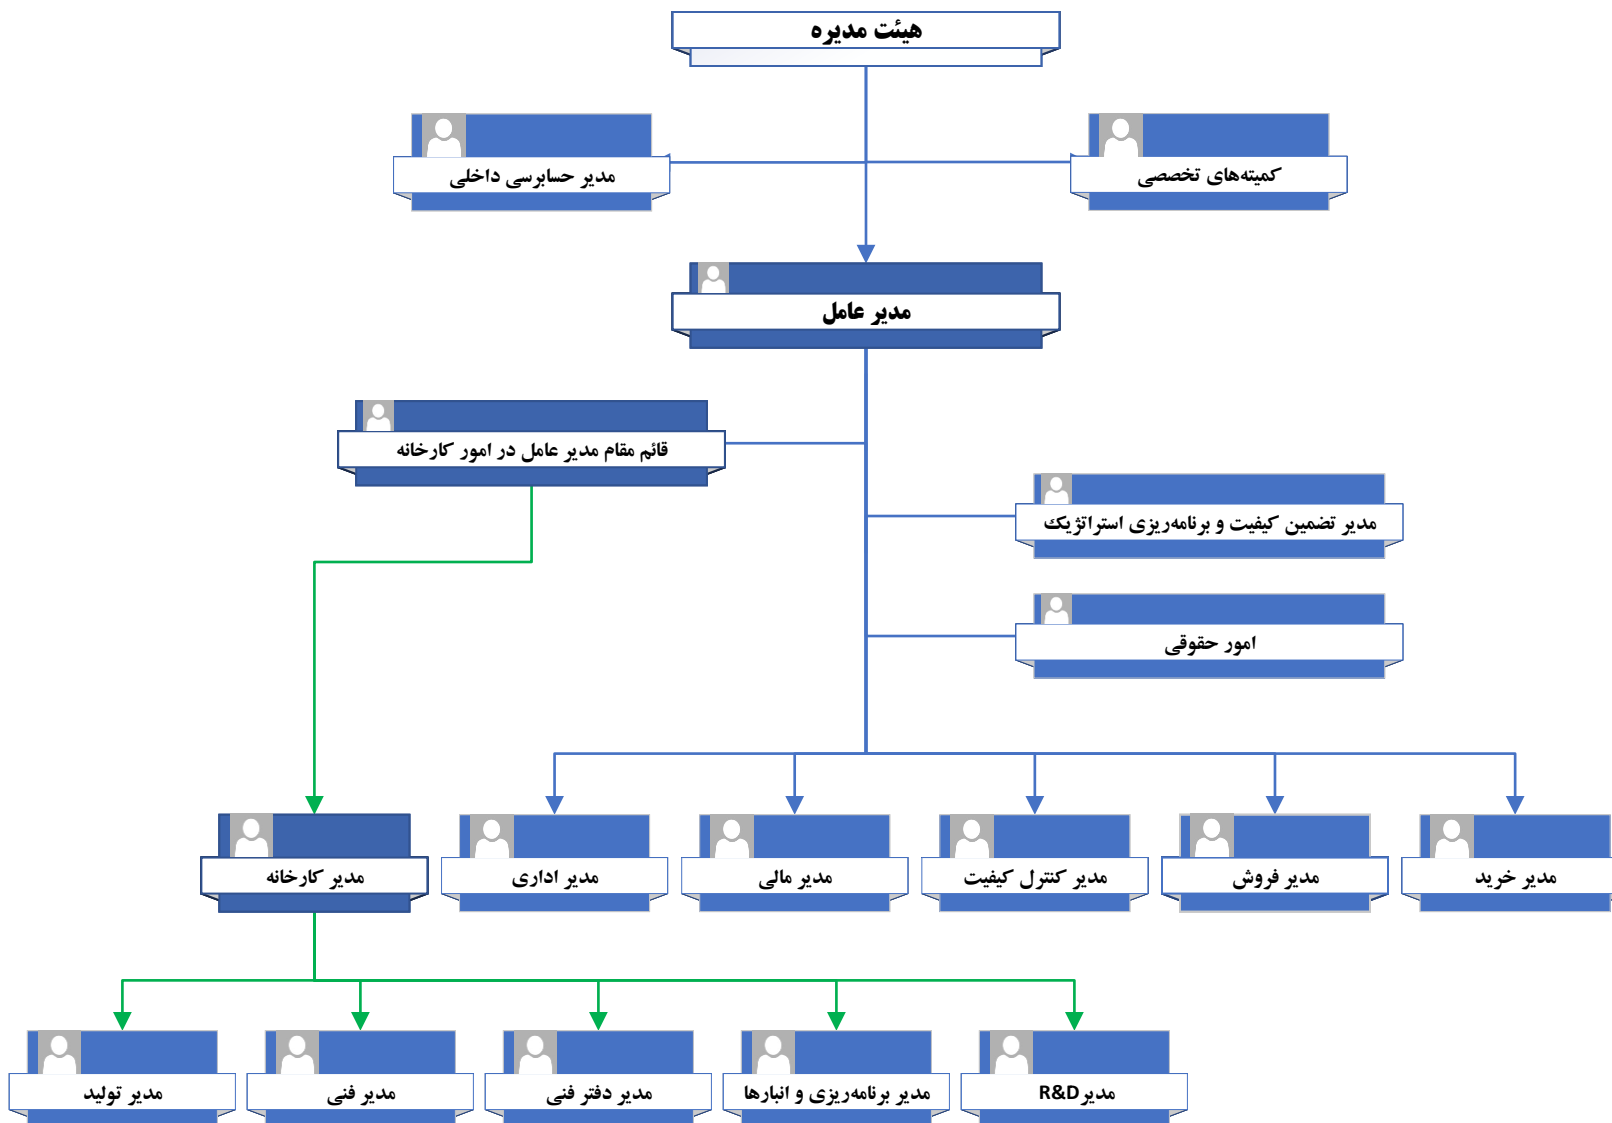 هیئت مدیره
کمیته‌های تخصصی
مدیر حسابرسی داخلی
مدیر عامل
قائم مقام مدیر عامل در امور کارخانه
مدیر تضمین کیفیت و برنامه‌ریزی استراتژیک
امور حقوقی
مدیر خرید
مدیر فروش
مدیر کنترل کیفیت
مدیر مالی
مدیر اداری
مدیر کارخانه
مدیرR&D
مدیر برنامه‌ریزی و انبارها
مدیر دفتر فنی
مدیر فنی
مدیر تولید